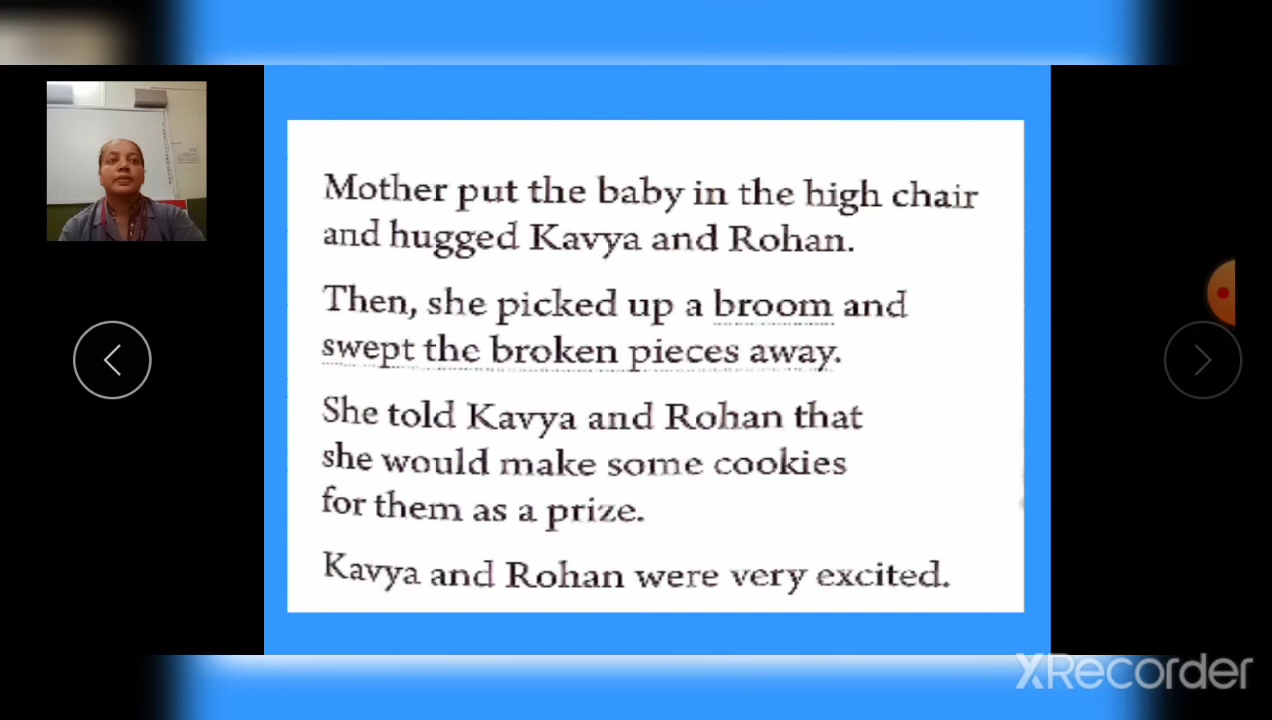 Mother put the baby in the high chair
and hugged Kavya and Rohan.
Then, she picked up a broom and
swept the broken pieces away.
She told Kavya and Rohan that
she would make some cookies
for them as a prize.
Kavya and Rohan were very excited.
XRecorder